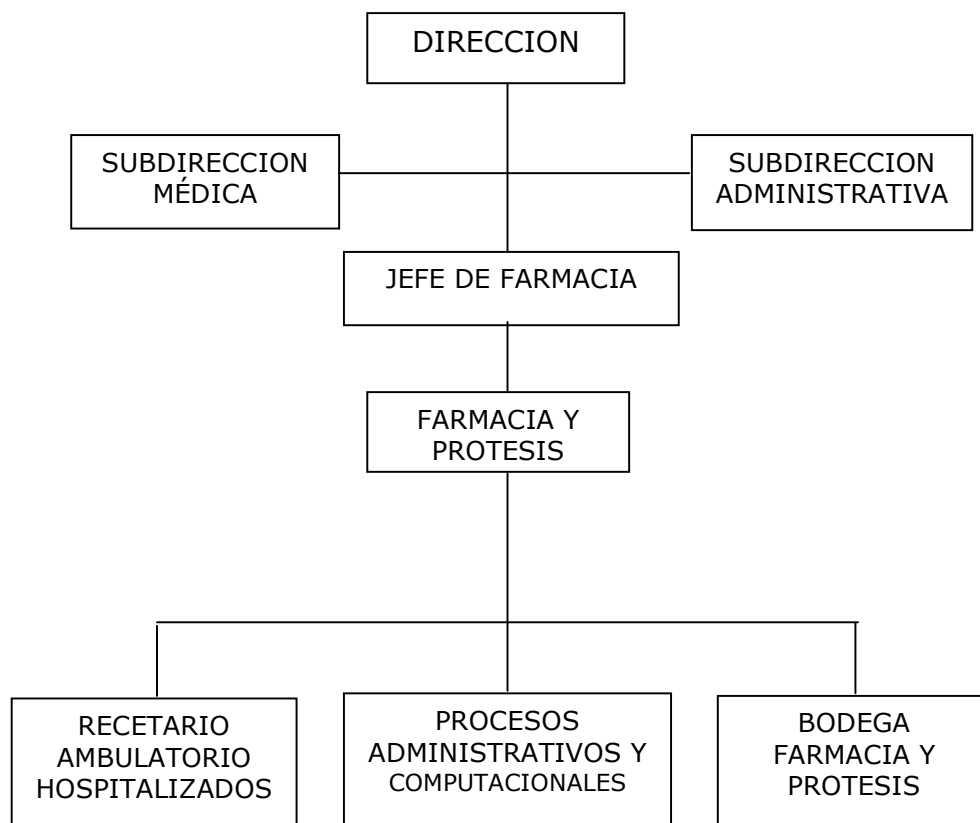 DIRECCION
SUBDIRECCION
MÉDICA
SUBDIRECCION
ADMINISTRATIVA
JEFE DE FARMACIA
FARMACIA Y
PROTESIS
RECETARIO
AMBULATORIO
HOSPITALIZADOS
PROCESOS
ADMINISTRATIVOS Y
COMPUTACIONALES
BODEGA
FARMACIA Y
PROTESIS